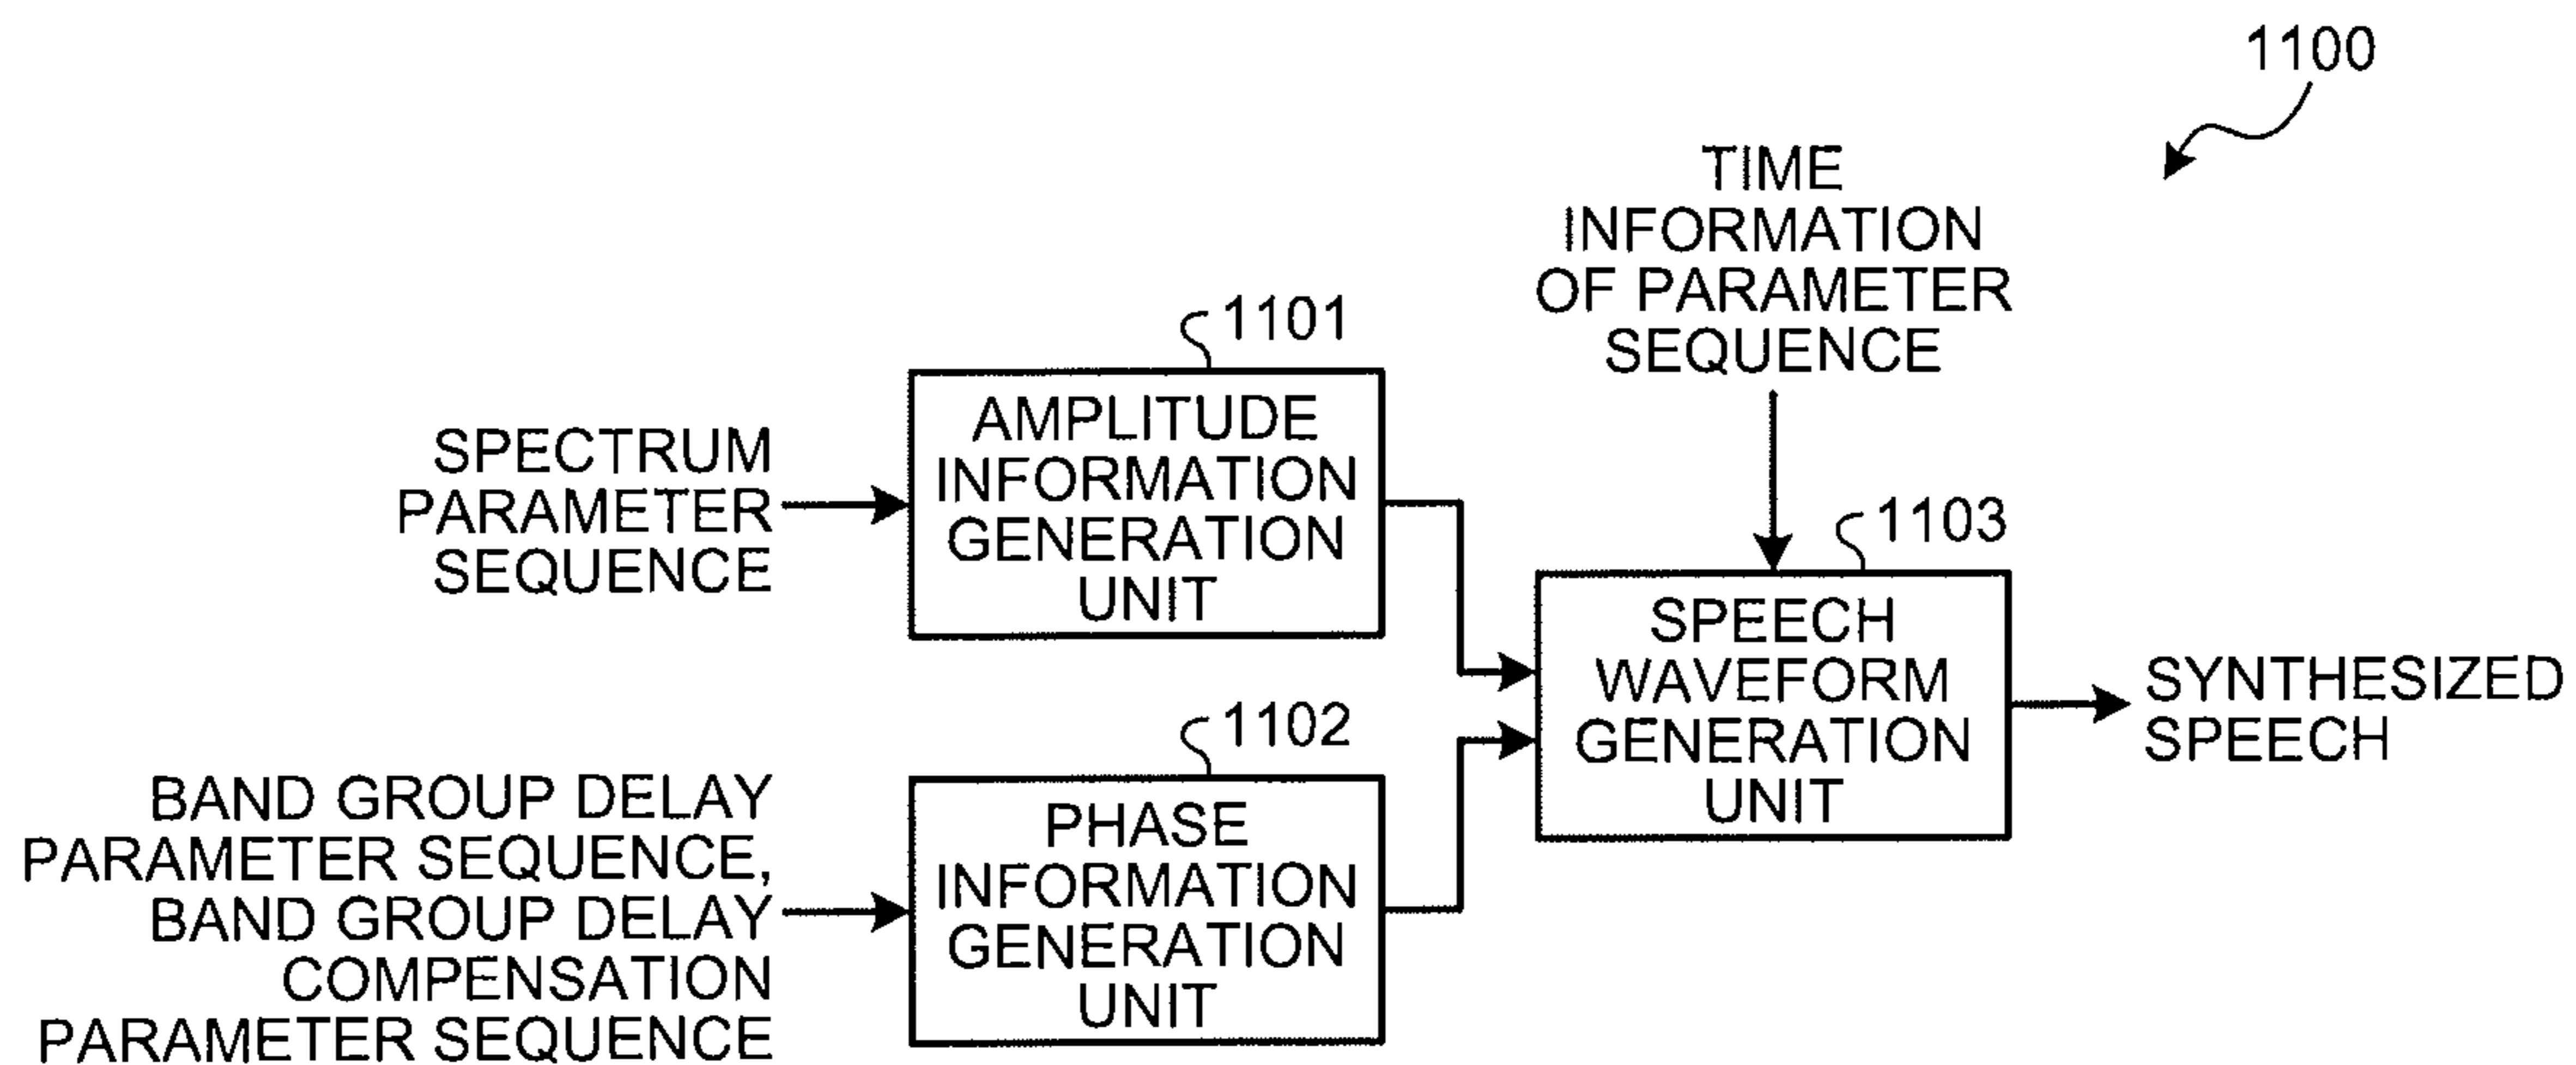 1100
TIME
INFORMATION
OF PARAMETER
SEQUENCE
1101
AMPLITUDE
INFORMATION
GENERATION
UNIT
SPECTRUM
PARAMETER
SEQUENCE
1103
SPEECH
WAVEFORM
GENERATION
UNIT
SYNTHESIZED
SPEECH
1102
PHASE
INFORMATION
GENERATION
UNIT
BAND GROUP DELAY
PARAMETER SEQUENCE,
BAND GROUP DELAY
COMPENSATION
PARAMETER SEQUENCE